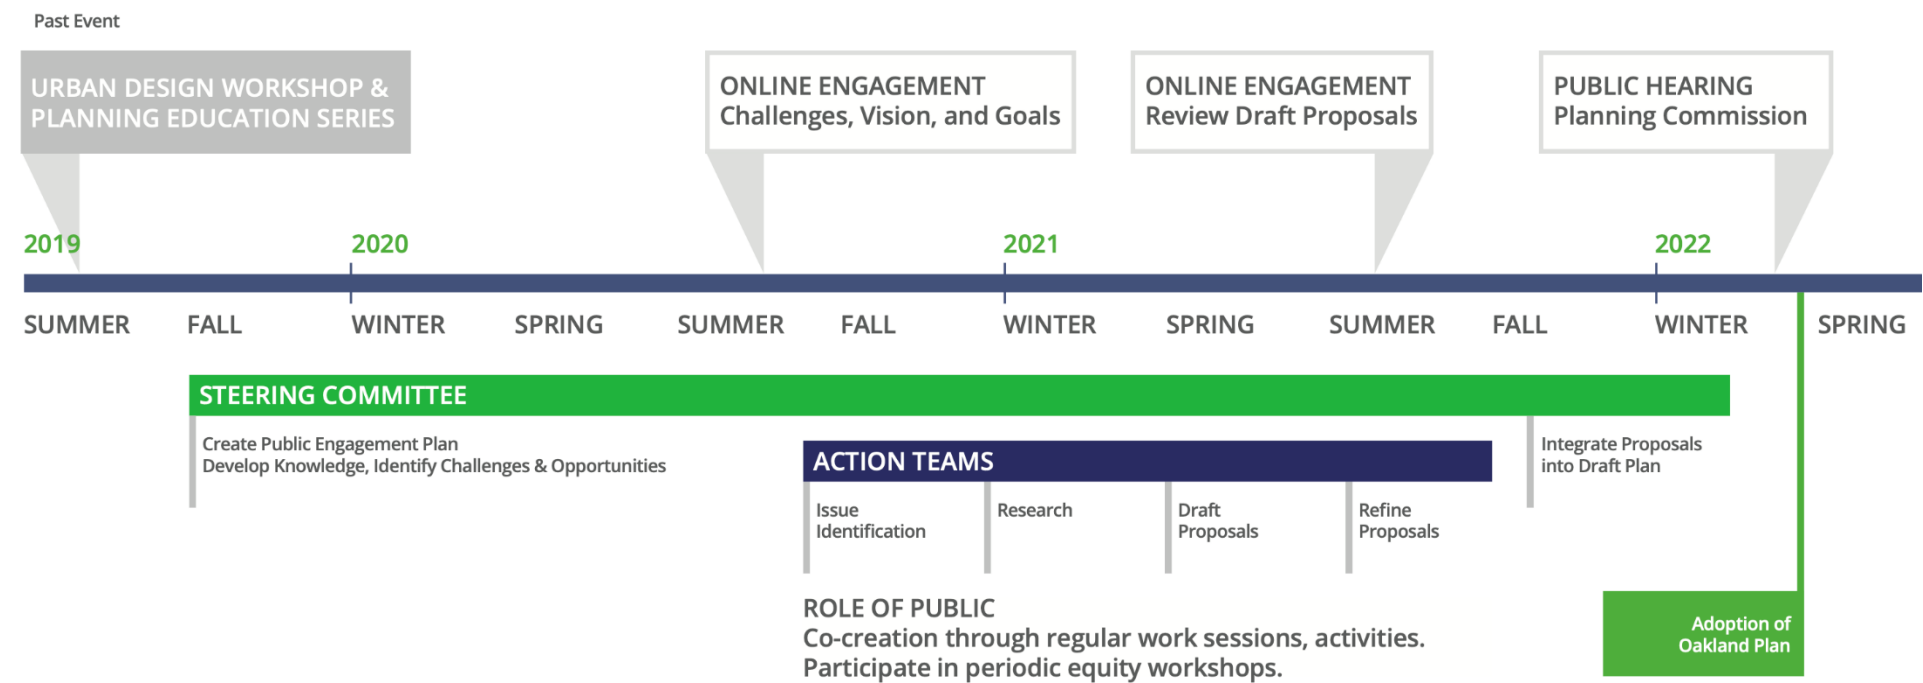 Past Event
URBAN DESIGN WORKSHOP &
PLANNING EDUCATION SERIES
ONLINE ENGAGEMENT
Challenges, Vision, and Goals
ONLINE ENGAGEMENT
Review Draft Proposals
PUBLIC HEARING
Planning Commission
2019
2020
2021
2022
SUMMER
FALL
WINTER
SPRING
SUMMER
FALL
WINTER
SPRING
SUMMER
FALL
WINTER
SPRING
STEERING COMMITTEE
Create Public Engagement Plan
Develop Knowledge, Identify Challenges & Opportunities
Integrate Proposals
into Draft Plan
ACTION TEAMS
Issue
Identification
Research
Draft
Proposals
Refine
Proposals
ROLE OF PUBLIC
Co-creation through regular work sessions, activities.
Participate in periodic equity workshops.
Adoption of
Oakland Plan